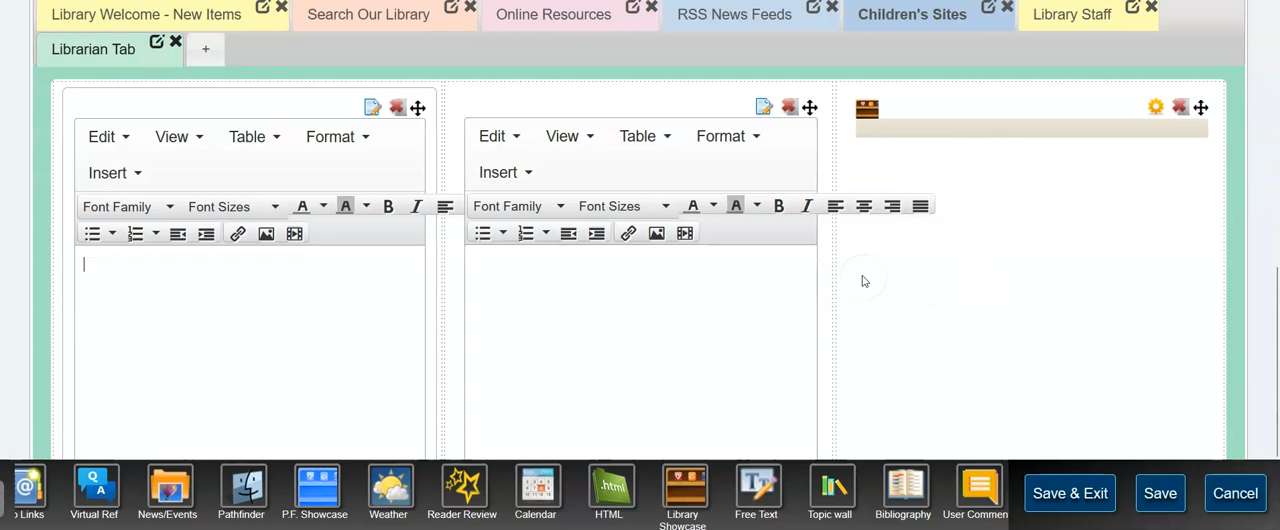 Library Welcome - New Items
Search Our Library
Online Resources
RSS News Feeds
Children's Sites
Library Staff
Librarian Tab
+
Edit View Table Format
Insert
Font Family Font Sizes A A B I
Edit View Table Format
Insert
Font Family Font Sizes A A B I
Links
Virtual Ref
News/Events
Pathfinder
P.F. Showcase
Weather
Reader Review
Calendar
.html
HTML
Library
Showcase
Free Text
Topic wall
Bibliography
User Commen
Save & Exit
Save
Cancel